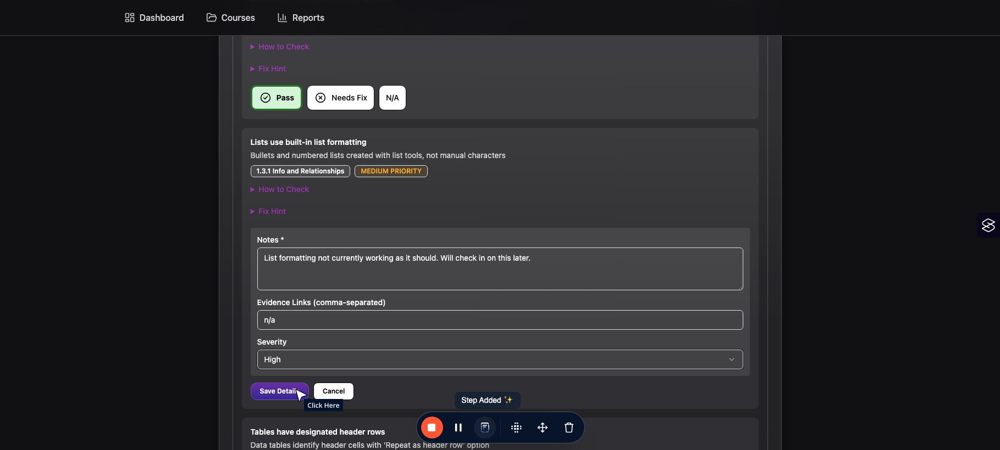 Dashboard
Courses
Reports
How to Check
Fix Hint
Pass
Needs Fix
N/A
Lists use built-in list formatting
Bullets and numbered lists created with list tools, not manual characters
1.3.1 Info and Relationships
MEDIUM PRIORITY
How to Check
Fix Hint
Notes *
List formatting not currently working as it should. Will check in on this later.
Evidence Links (comma-separated)
n/a
Severity
High
Save
Cancel
Click Here
Step Added ✨
Tables have designated header rows
Data tables identify header cells with 'Repeat as header row' option